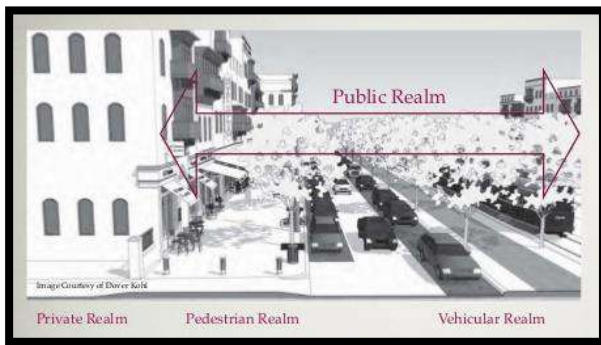 Public Realm
Image Courtesy of Dover Kohl
Private Realm Pedestrian Realm Vehicular Realm